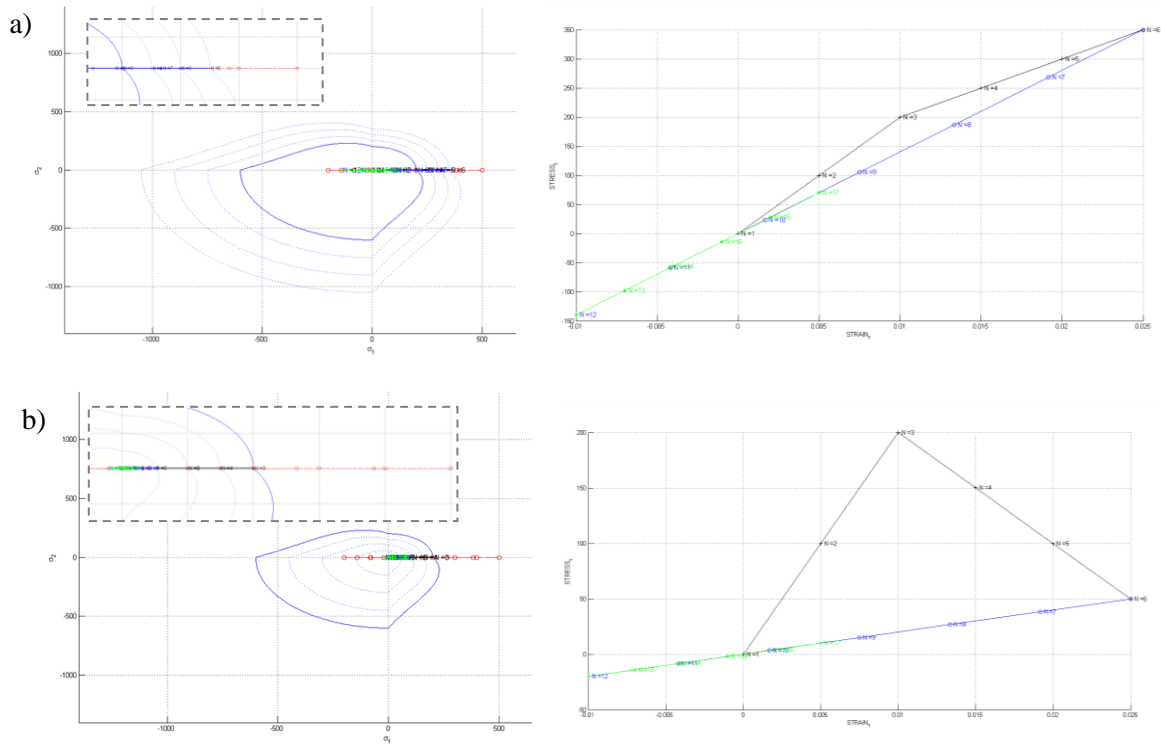 a)
1000
500
0
-500
-1000
-1000
-500
0
500
σ₂
σ₁
350
300
250
200
150
100
50
0
-50
-100
-150
-0.01
-0.005
0
0.005
0.01
0.015
0.02
0.025
STRESS₁
STRAIN₁
N=1
N=2
N=3
N=4
N=5
N=6
N=7
N=8
N=9
N=10
N=11
N=12
N=13
N=15
N=17
b)
1000
500
0
-500
-1000
-1000
-500
0
500
σ₂
σ₁
200
150
100
50
0
-50
-0.01
-0.005
0
0.005
0.01
0.015
0.02
0.025
STRESS₁
STRAIN₁
N=1
N=2
N=3
N=4
N=5
N=6
N=7
N=8
N=9
N=10
N=11
N=12
N=13